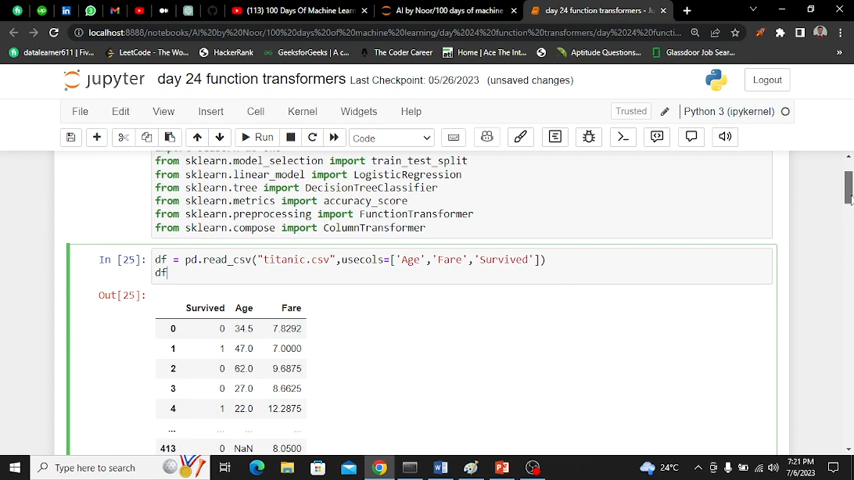 (113) 100 Days Of Machine Learn
AI by Noor/100 days of machine
day 24 function transformers - Ju
localhost:8888/notebooks/AI%20by%20Noor/100%20days%20of%20machine%20learning/day%2024%20function%20transformers/day%2024%20func...
datalearner611 | Fiv...
LeetCode - The Wo...
HackerRank
GeeksforGeeks
The Coder Career
Home | Ace The Int...
Aptitude Questions...
Glassdoor Job Sear...
»
jupyter day 24 function transformers Last Checkpoint: 05/26/2023 (unsaved changes)
Logout
File Edit View Insert Cell Kernel Widgets Help
Trusted
Python 3 (ipykernel)
Run
Code
from sklearn.model_selection import train_test_split
from sklearn.linear_model import LogisticRegression
from sklearn.tree import DecisionTreeClassifier
from sklearn.metrics import accuracy_score
from sklearn.preprocessing import FunctionTransformer
from sklearn.compose import ColumnTransformer
In [25]: df = pd.read_csv("titanic.csv",usecols=['Age','Fare','Survived'])
df
Out[25]:
Survived Age Fare
0 0 34.5 7.8292
1 1 47.0 7.0000
2 0 62.0 9.6875
3 0 27.0 8.6625
4 1 22.0 12.2875
... ... ... ...
413 0 NaN 8.0500
Type here to search
24°C
7:21 PM
7/6/2023